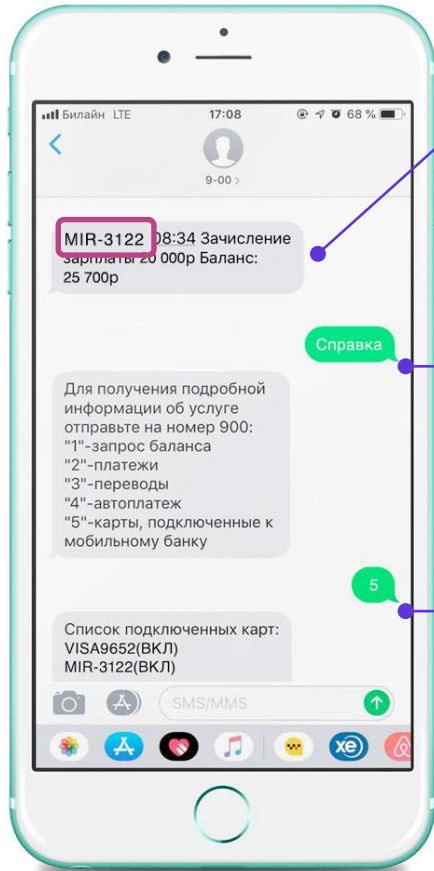 Билайн LTE 17:08 68 %
9-00 >
MIR-3122 08:34 Зачисление
зарплаты 20 000р Баланс:
25 700р
Справка
Для получения подробной
информации об услуге
отправьте на номер 900:
"1"-запрос баланса
"2"-платежи
"3"-переводы
"4"-автоплатеж
"5"-карты, подключенные к
мобильному банку
5
Список подключенных карт:
VISA9652(ВКЛ)
MIR-3122(ВКЛ)
SMS/MMS
xe